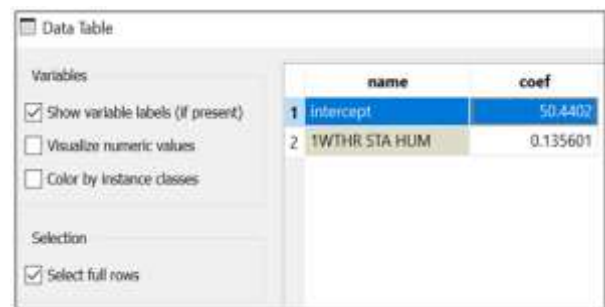 Data Table
Variables
Show variable labels (if present)
Visualize numeric values
Color by instance classes
Selection
Select full rows
name coef
1 intercept 50.4402
2 1WTHR STA HUM 0.135601